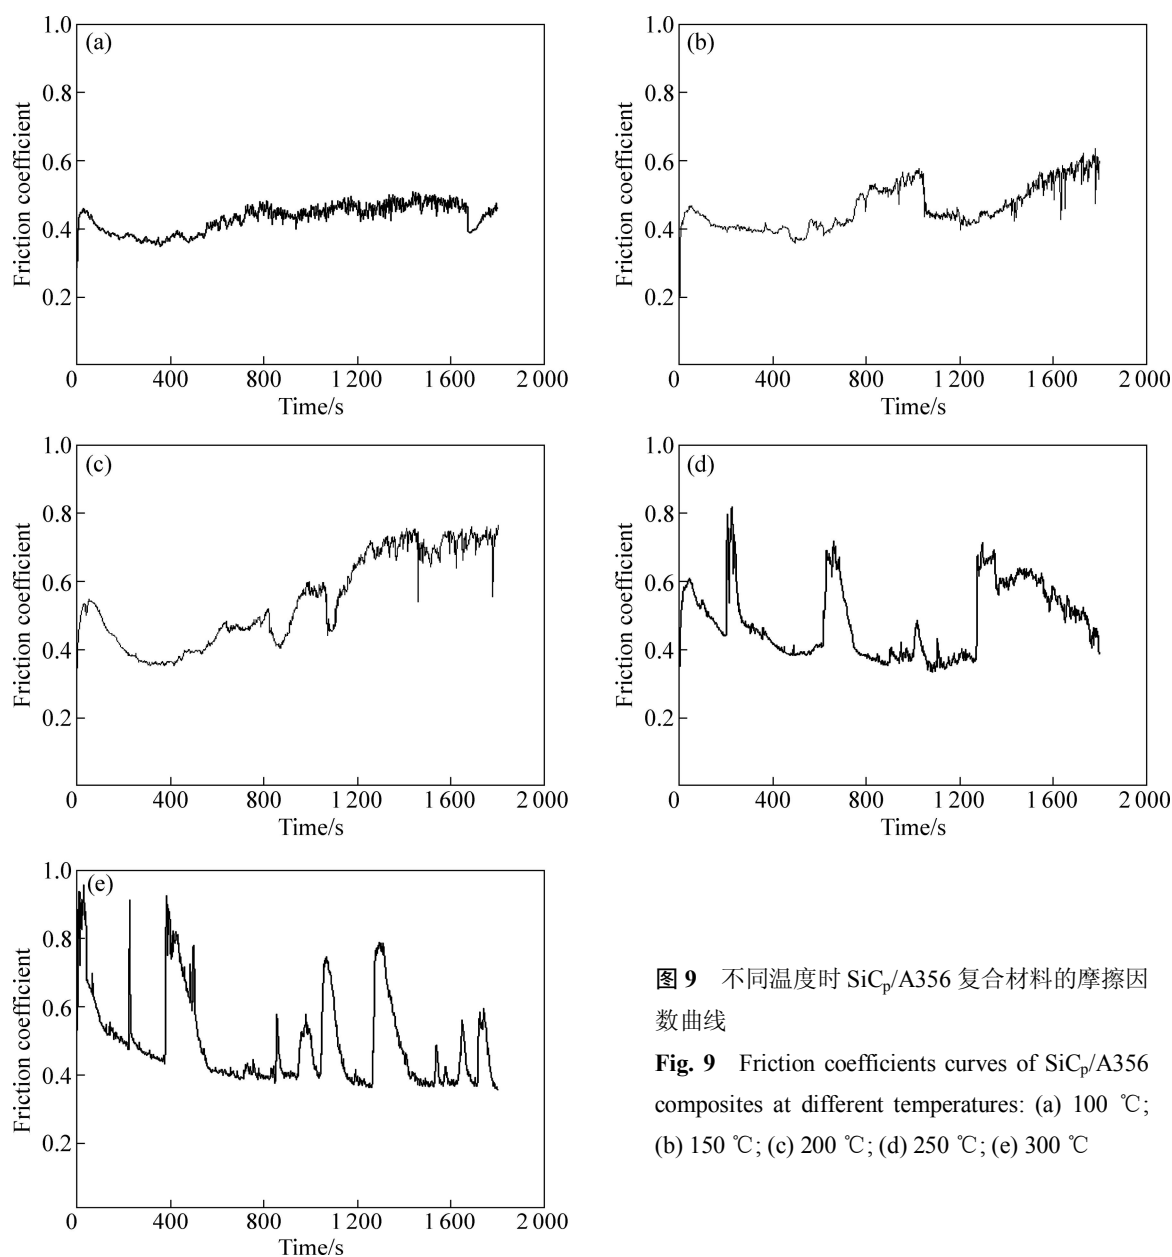 (a)
1.0
0.8
0.6
0.4
0.2
Friction coefficient
0 400 800 1 200 1 600 2 000
Time/s
(b)
1.0
0.8
0.6
0.4
0.2
Friction coefficient
0 400 800 1 200 1 600 2 000
Time/s
(c)
1.0
0.8
0.6
0.4
0.2
Friction coefficient
0 400 800 1 200 1 600 2 000
Time/s
(d)
1.0
0.8
0.6
0.4
0.2
Friction coefficient
0 400 800 1 200 1 600 2 000
Time/s
(e)
1.0
0.8
0.6
0.4
0.2
Friction coefficient
0 400 800 1 200 1 600 2 000
Time/s
图 9 不同温度时 SiCp/A356 复合材料的摩擦因
数曲线
Fig. 9 Friction coefficients curves of SiCp/A356
composites at different temperatures: (a) 100 ℃;
(b) 150 ℃; (c) 200 ℃; (d) 250 ℃; (e) 300 ℃